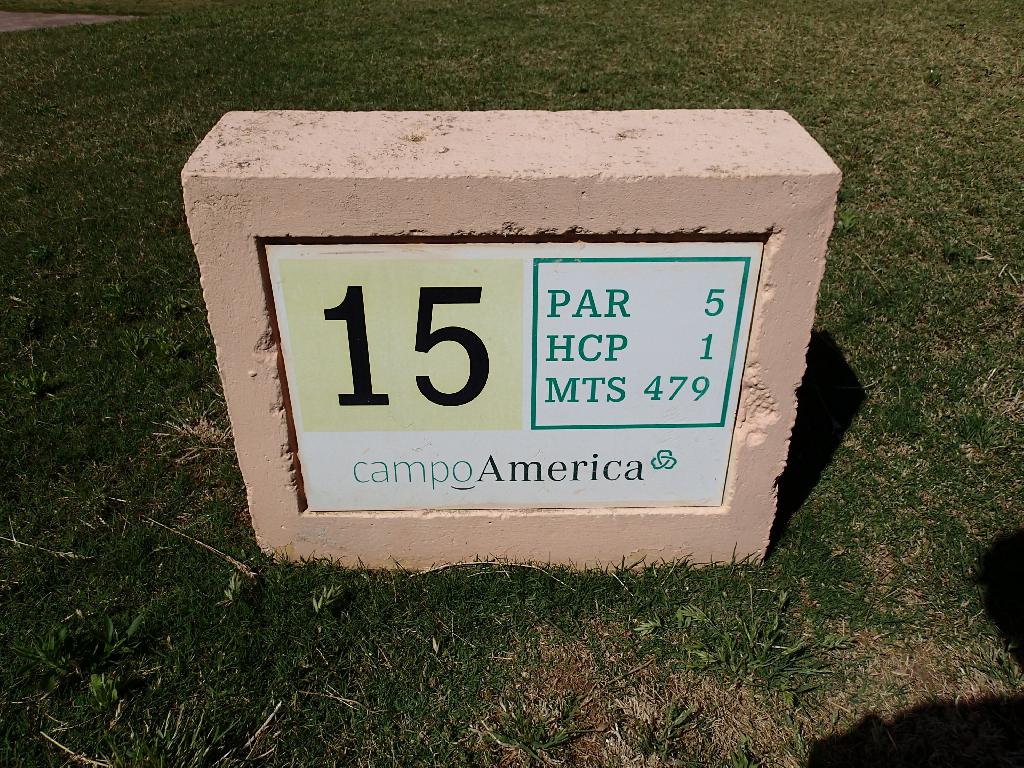 15
PAR 5
HCP 1
MTS 479
campoAmerica